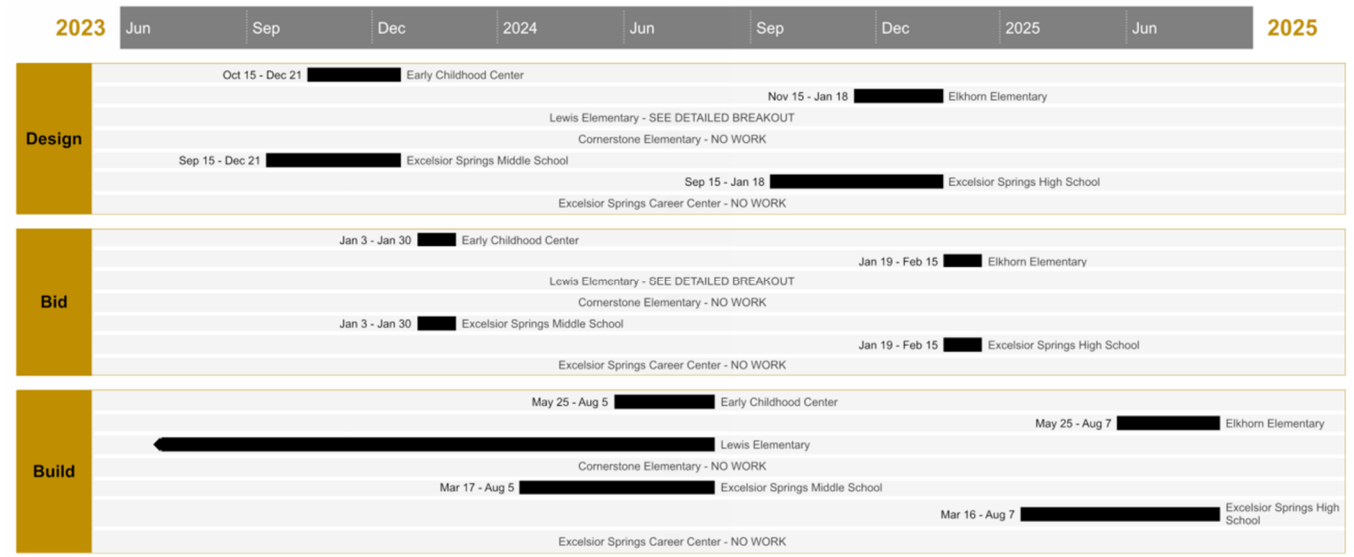 2023 Jun Sep Dec 2024 Jun Sep Dec 2025 Jun 2025
Design
Oct 15 - Dec 21 Early Childhood Center
Nov 15 - Jan 18 Elkhorn Elementary
Lewis Elementary - SEE DETAILED BREAKOUT
Cornerstone Elementary - NO WORK
Sep 15 - Dec 21 Excelsior Springs Middle School
Sep 15 - Jan 18 Excelsior Springs High School
Excelsior Springs Career Center - NO WORK
Bid
Jan 3 - Jan 30 Early Childhood Center
Jan 19 - Feb 15 Elkhorn Elementary
Lewis Elementary - SEE DETAILED BREAKOUT
Cornerstone Elementary - NO WORK
Jan 3 - Jan 30 Excelsior Springs Middle School
Jan 19 - Feb 15 Excelsior Springs High School
Excelsior Springs Career Center - NO WORK
Build
May 25 - Aug 5 Early Childhood Center
May 25 - Aug 7 Elkhorn Elementary
Lewis Elementary
Cornerstone Elementary - NO WORK
Mar 17 - Aug 5 Excelsior Springs Middle School
Mar 16 - Aug 7 Excelsior Springs High
School
Excelsior Springs Career Center - NO WORK